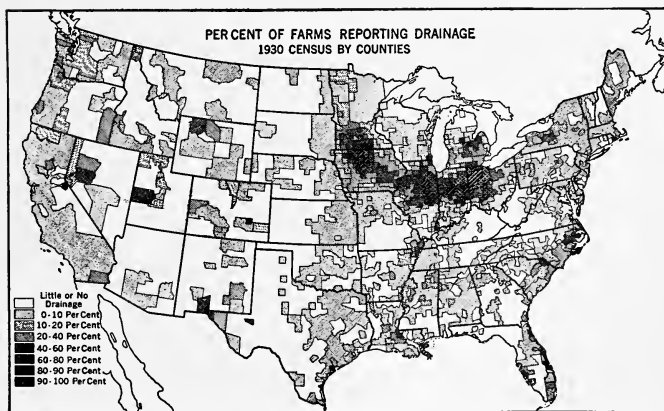 PER CENT OF FARMS REPORTING DRAINAGE
1930 CENSUS BY COUNTIES
Little or No
Drainage
0-10 Per Cent
10-20 Per Cent
20-40 Per Cent
40-60 Per Cent
60-80 Per Cent
80-90 Per Cent
90-100 Per Cent